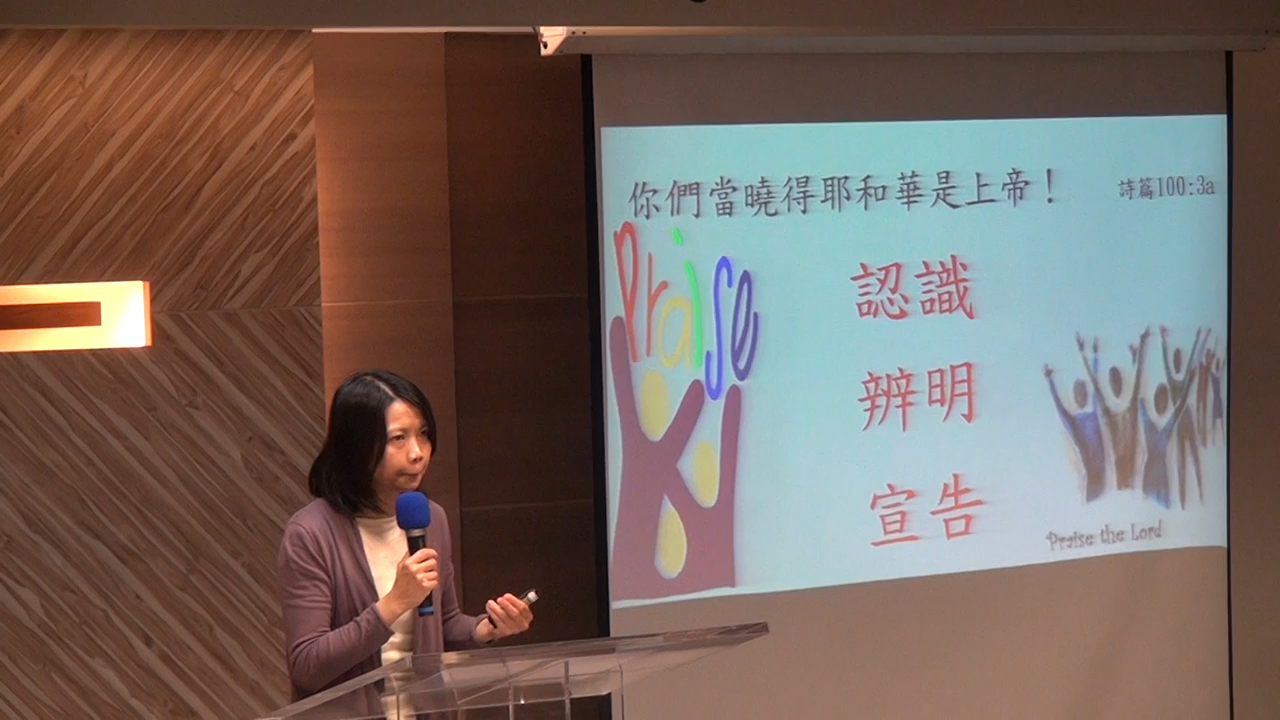 你們當曉得耶和華是上帝！
詩篇100:3a
Praise
認識
辨明
宣告
Praise the Lord